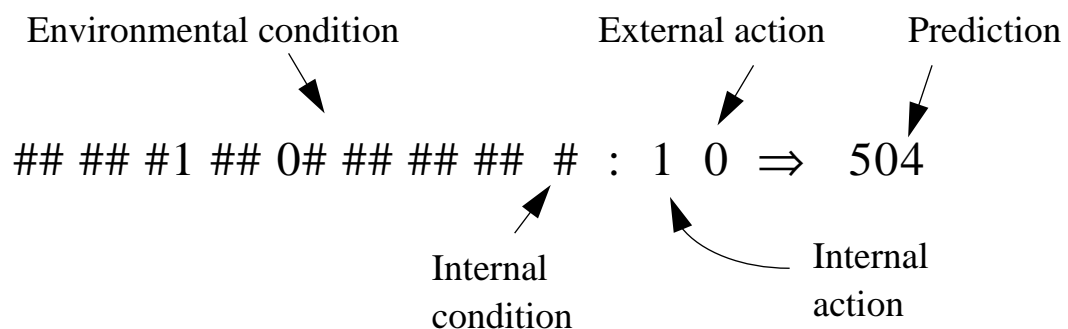 Environmental condition External action Prediction
## ## #1 ## 0# ## ## ## # : 1 0 ⇒ 504
Internal condition
Internal action